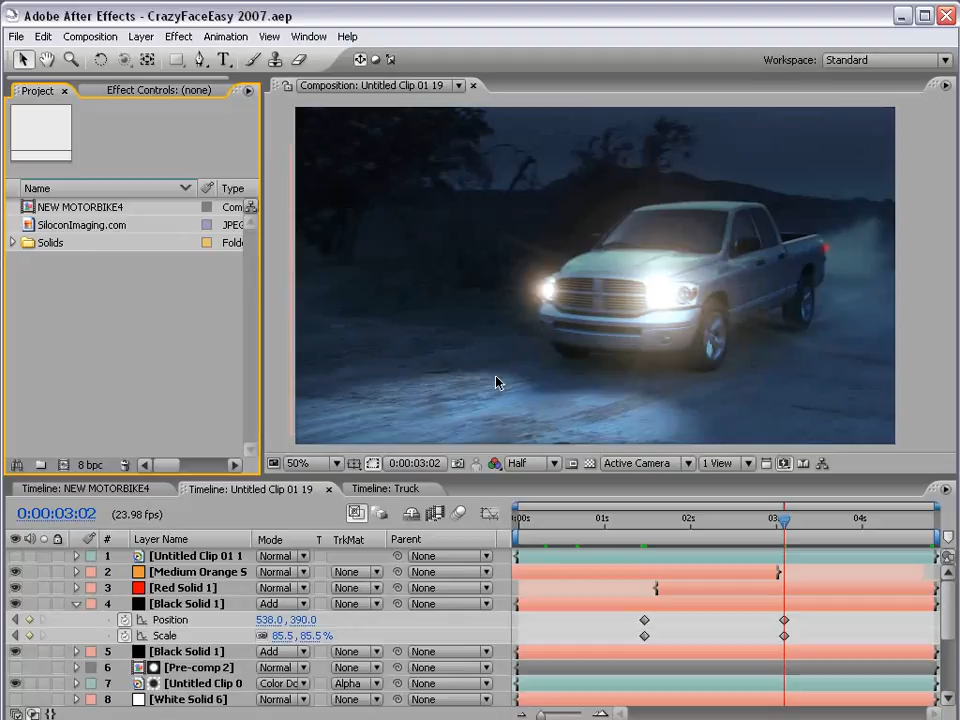 Adobe After Effects - CrazyFaceEasy 2007.aep
File Edit Composition Layer Effect Animation View Window Help
T Workspace: Standard
Project × Effect Controls: (none)
Composition: Untitled Clip 01 19 ×
Name Type
NEW MOTORBIKE4 Com
SiloconImaging.com JPEG
Solids Folde
8 bpc
50% 0:00:03:02 Half Active Camera 1 View
Timeline: NEW MOTORBIKE4 Timeline: Untitled Clip 01 19 × Timeline: Truck
0:00:03:02 (23.98 fps)
:00s 01s 02s 03s 04s
# Layer Name Mode T TrkMat Parent
1 [Untitled Clip 01 1 Normal None
2 [Medium Orange S Normal None None
3 [Red Solid 1] Normal None None
4 [Black Solid 1] Add None None
Position 538.0, 390.0
Scale 85.5, 85.5 %
5 [Black Solid 1] Add None None
6 [Pre-comp 2] Normal None None
7 [Untitled Clip 0 Color Do Alpha None
8 [White Solid 6] Normal None None